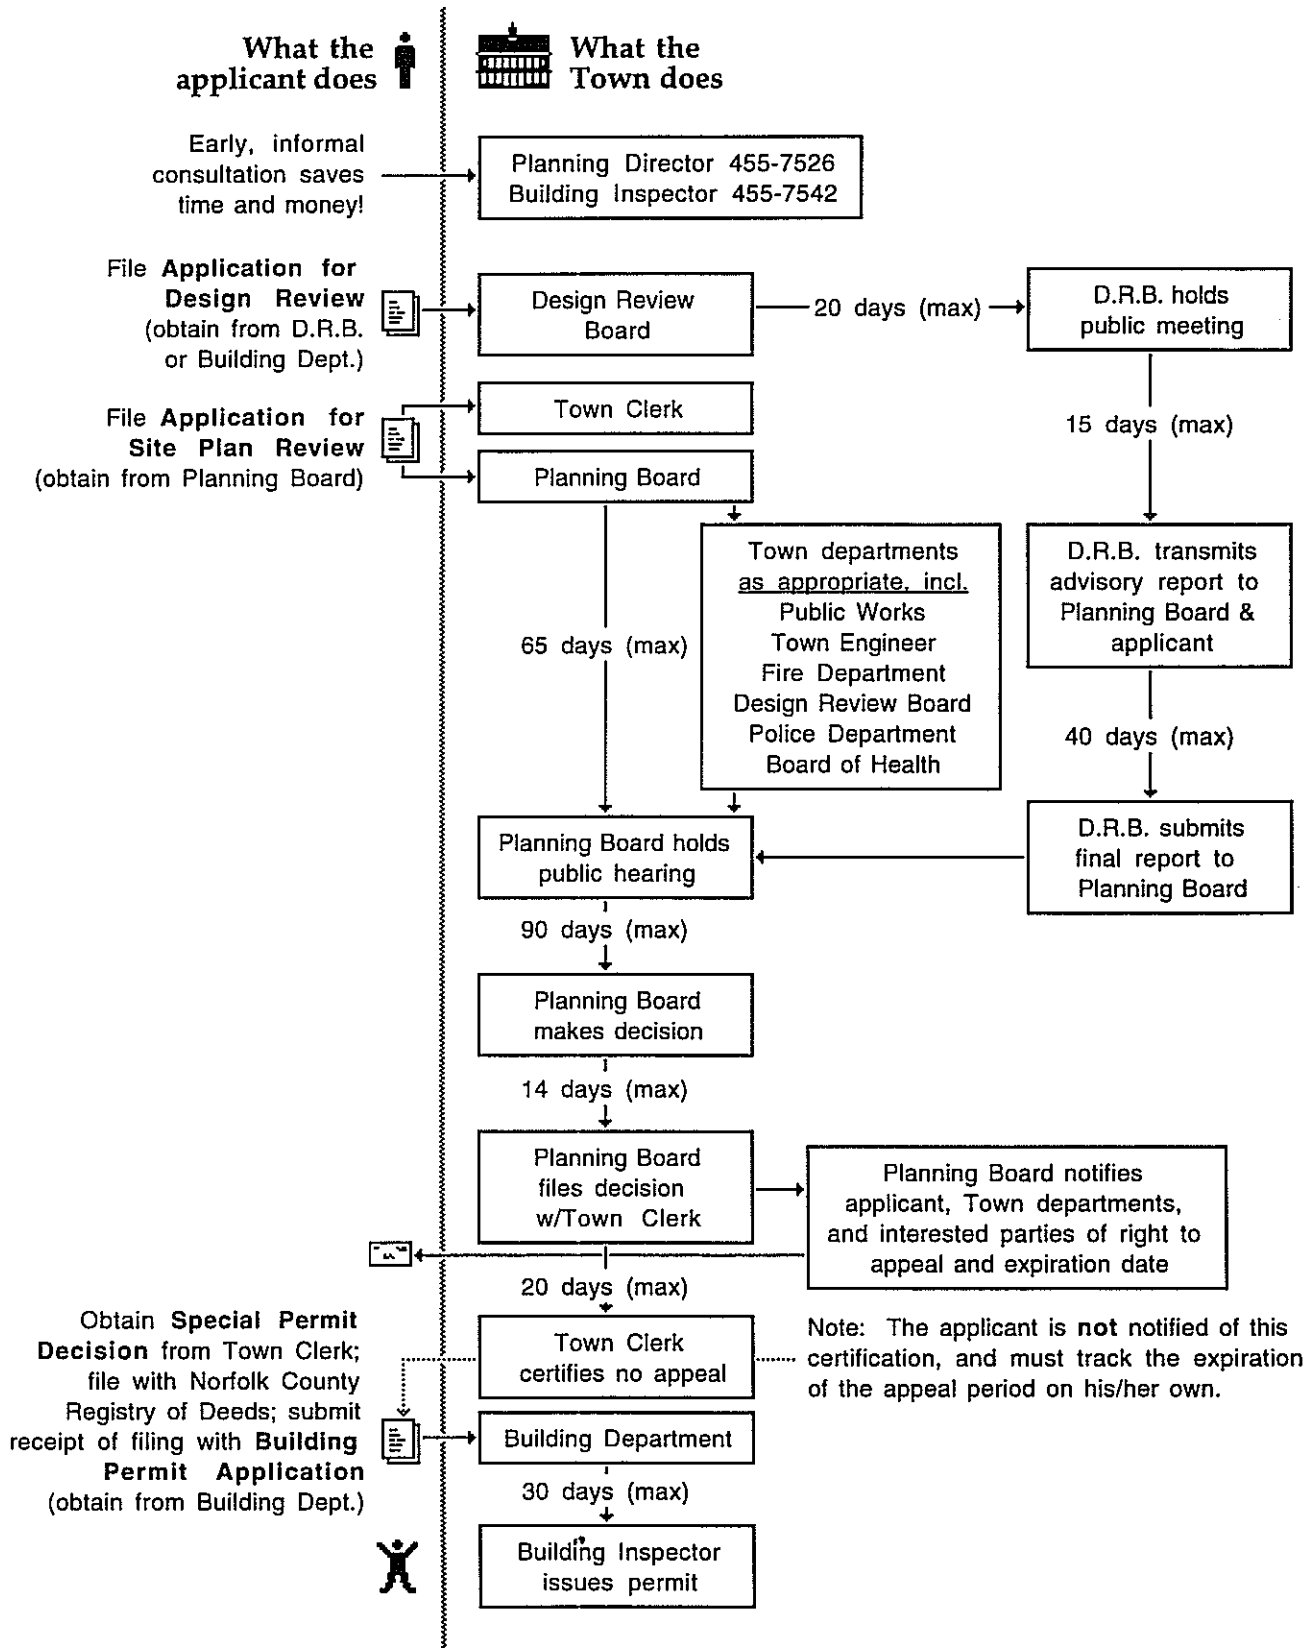 What the
applicant does
What the
Town does
Early, informal
consultation saves
time and money!
Planning Director 455-7526
Building Inspector 455-7542
File Application for
Design Review
(obtain from D.R.B.
or Building Dept.)
Design Review
Board
20 days (max)
D.R.B. holds
public meeting
File Application for
Site Plan Review
(obtain from Planning Board)
Town Clerk
Planning Board
15 days (max)
65 days (max)
Town departments
as appropriate, incl.
Public Works
Town Engineer
Fire Department
Design Review Board
Police Department
Board of Health
D.R.B. transmits
advisory report to
Planning Board &
applicant
40 days (max)
Planning Board holds
public hearing
D.R.B. submits
final report to
Planning Board
90 days (max)
Planning Board
makes decision
14 days (max)
Planning Board
files decision
w/Town Clerk
Planning Board notifies
applicant, Town departments,
and interested parties of right to
appeal and expiration date
20 days (max)
Obtain Special Permit
Decision from Town Clerk;
file with Norfolk County
Registry of Deeds; submit
receipt of filing with Building
Permit Application
(obtain from Building Dept.)
Town Clerk
certifies no appeal
Note: The applicant is not notified of this
certification, and must track the expiration
of the appeal period on his/her own.
Building Department
30 days (max)
Building Inspector
issues permit